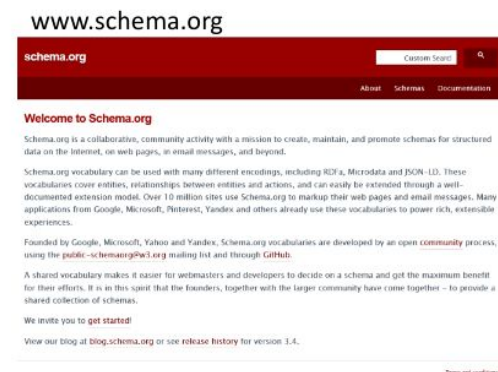 www.schema.org
schema.org
Custom Search
About Schemas Documentation
Welcome to Schema.org
Schema.org is a collaborative, community activity with a mission to create, maintain, and promote schemas for structured
data on the Internet, on web pages, in email messages, and beyond.
Schema.org vocabulary can be used with many different encodings, including RDFa, Microdata and JSON-LD. These
vocabularies cover entities, relationships between entities and actions, and can easily be extended through a well-
documented extension model. Over 10 million sites use Schema.org to markup their web pages and email messages. Many
applications from Google, Microsoft, Pinterest, Yandex and others already use these vocabularies to power rich, extensible
experiences.
Founded by Google, Microsoft, Yahoo and Yandex, Schema.org vocabularies are developed by an open community process,
using the public-schemaorg@w3.org mailing list and through GitHub.
A shared vocabulary makes it easier for webmasters and developers to decide on a schema and get the maximum benefit
for their efforts. It is in this spirit that the founders, together with the larger community have come together - to provide a
shared collection of schemas.
We invite you to get started!
View our blog at blog.schema.org or see release history for version 3.4.